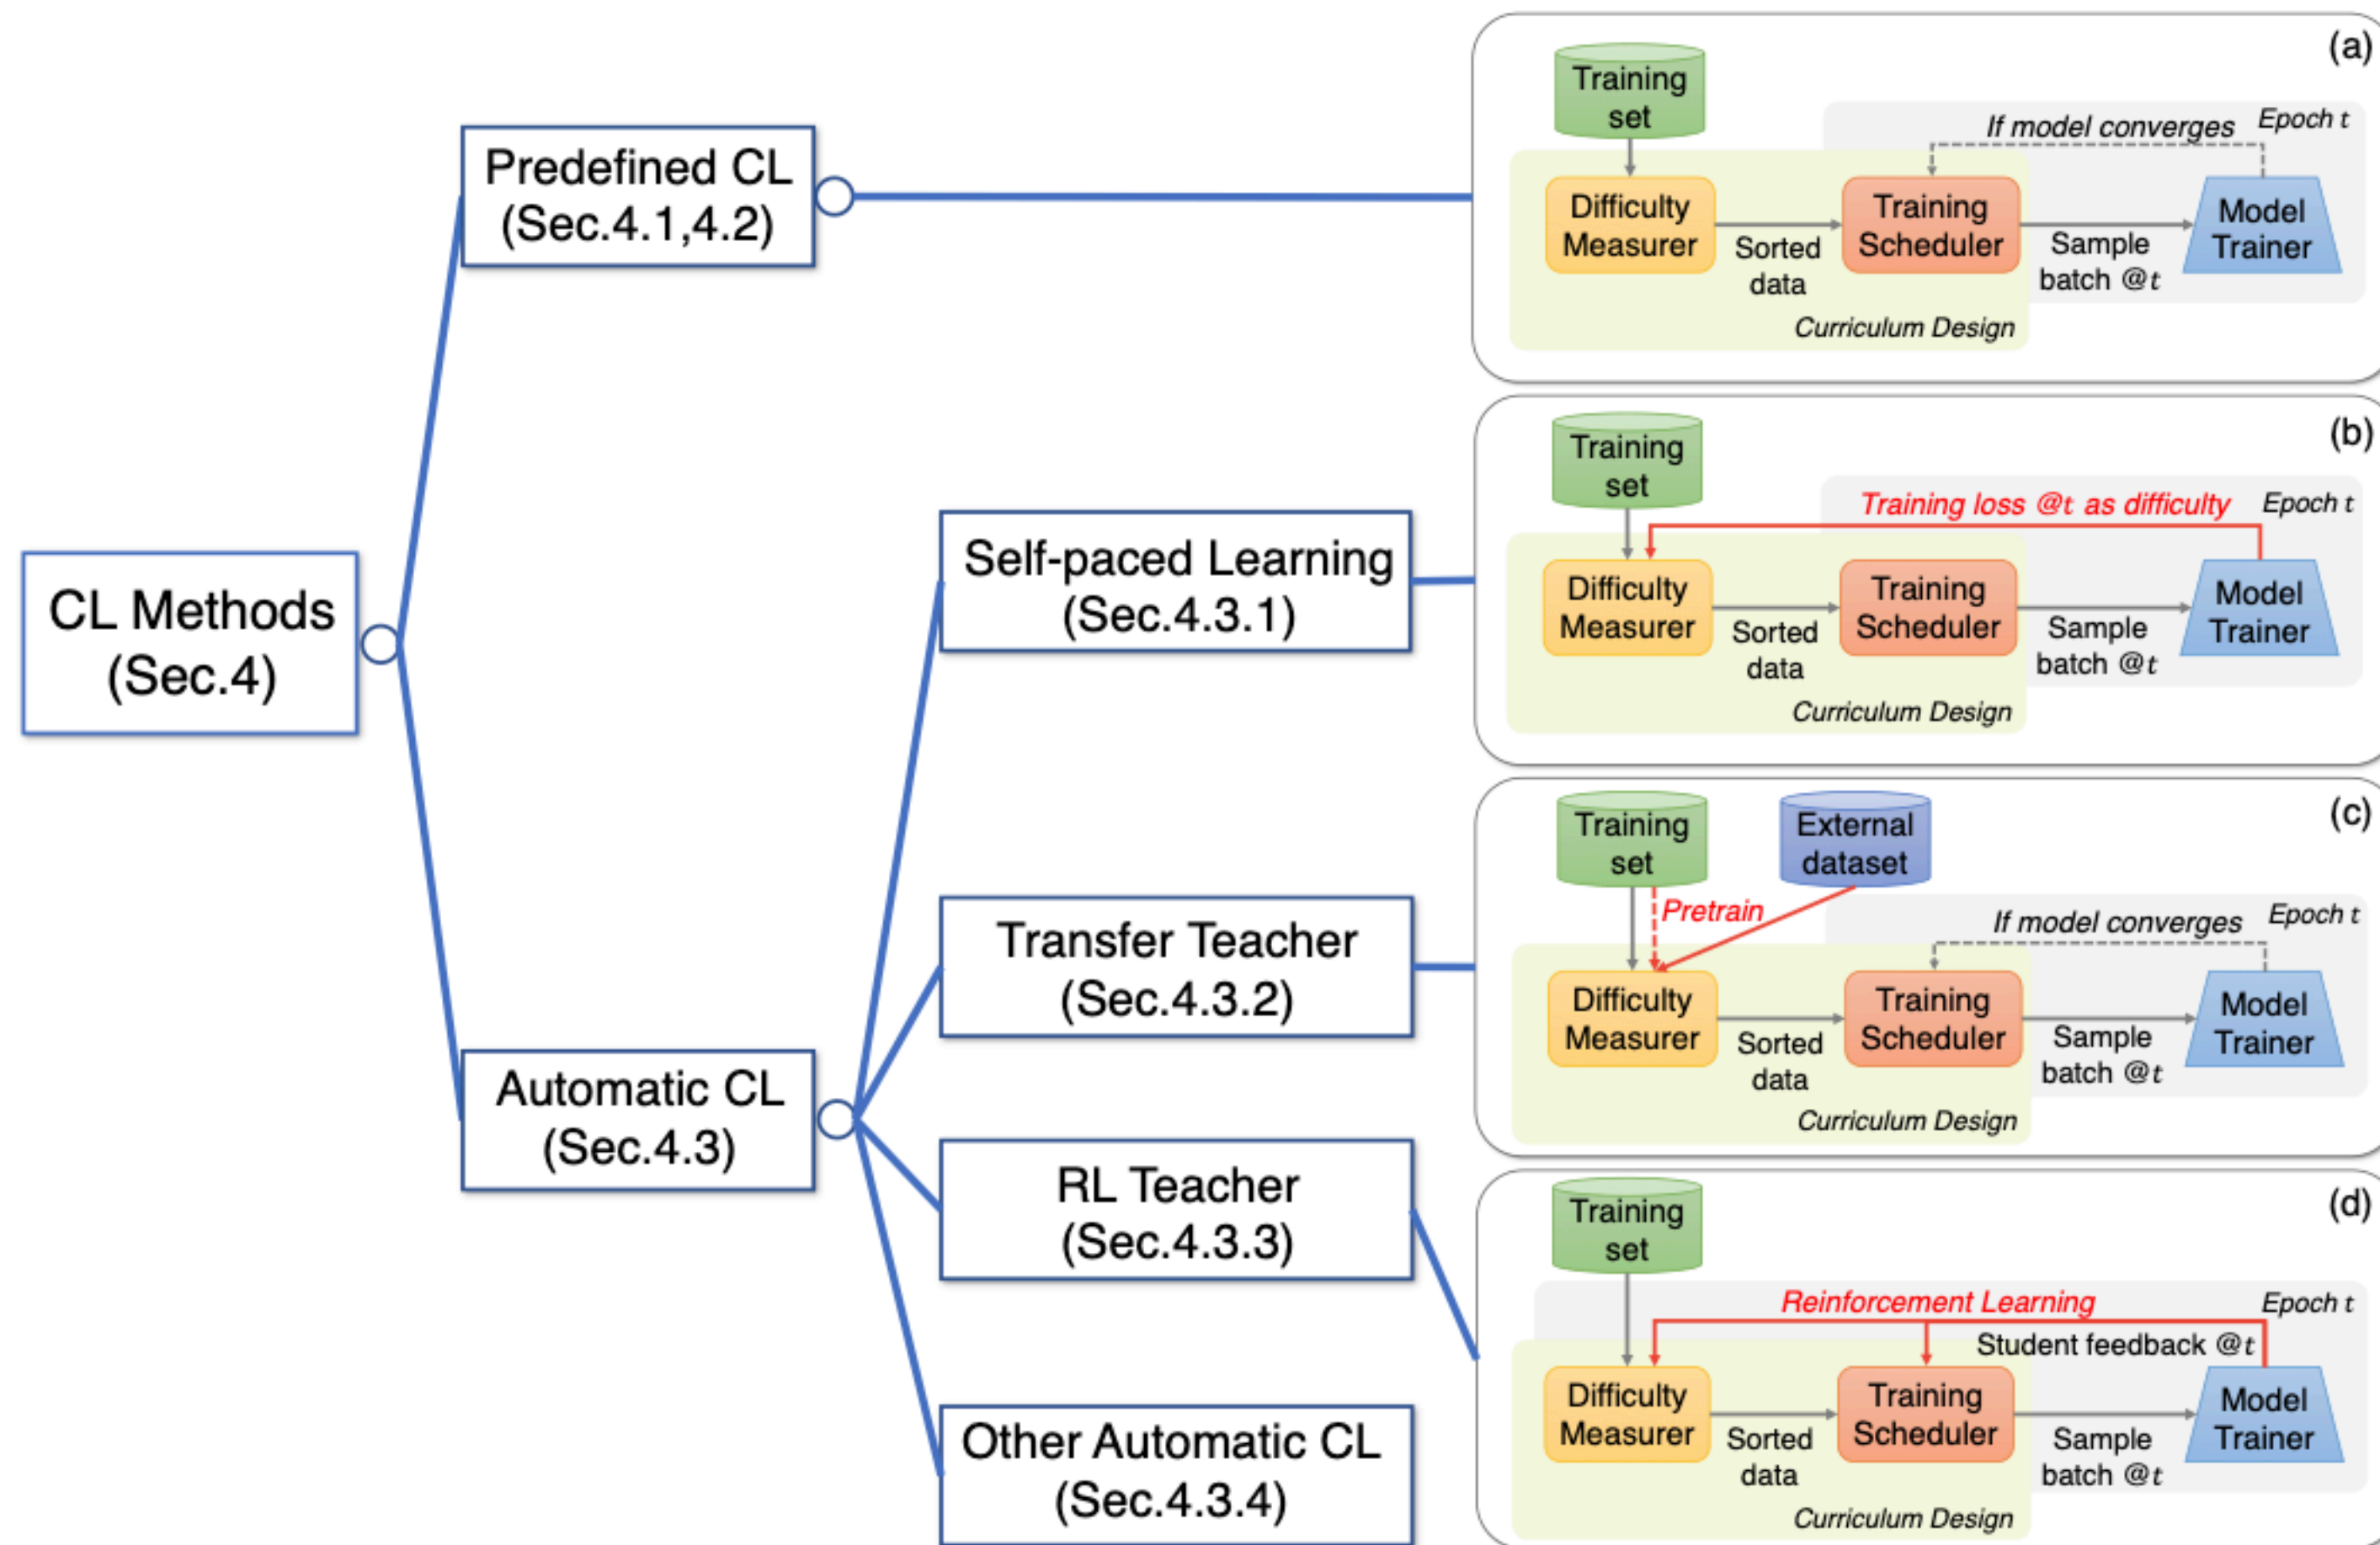 CL Methods
(Sec.4)
Predefined CL
(Sec.4.1,4.2)
Automatic CL
(Sec.4.3)
Self-paced Learning
(Sec.4.3.1)
Transfer Teacher
(Sec.4.3.2)
RL Teacher
(Sec.4.3.3)
Other Automatic CL
(Sec.4.3.4)
(a)
Training
set
If model converges
Epoch t
Difficulty
Measurer
Sorted
data
Training
Scheduler
Sample
batch @t
Model
Trainer
Curriculum Design
(b)
Training
set
Training loss @t as difficulty
Epoch t
Difficulty
Measurer
Sorted
data
Training
Scheduler
Sample
batch @t
Model
Trainer
Curriculum Design
(c)
Training
set
External
dataset
Pretrain
If model converges
Epoch t
Difficulty
Measurer
Sorted
data
Training
Scheduler
Sample
batch @t
Model
Trainer
Curriculum Design
(d)
Training
set
Reinforcement Learning
Epoch t
Student feedback @t
Difficulty
Measurer
Sorted
data
Training
Scheduler
Sample
batch @t
Model
Trainer
Curriculum Design